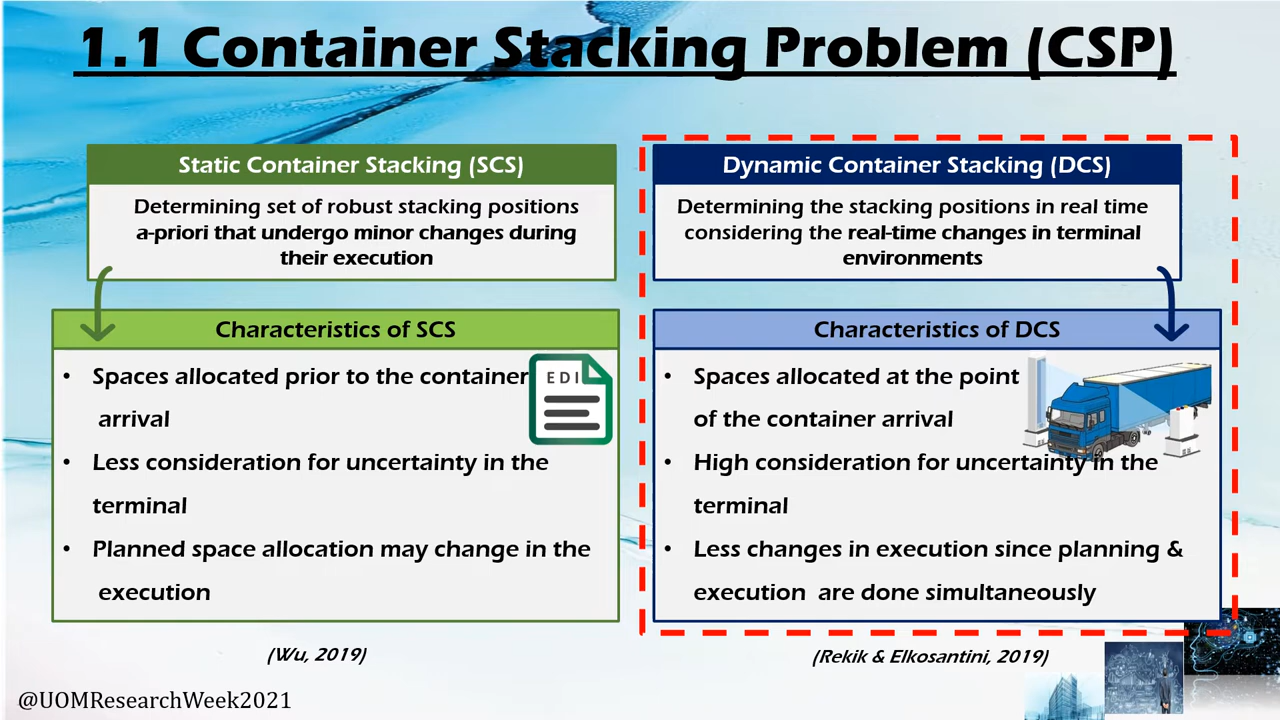 1.1 Container Stacking Problem (CSP)
Static Container Stacking (SCS)
Determining set of robust stacking positions
a-priori that undergo minor changes during
their execution
Characteristics of SCS
• Spaces allocated prior to the container
arrival
EDI
• Less consideration for uncertainty in the
terminal
• Planned space allocation may change in the
execution
(Wu, 2019)
Dynamic Container Stacking (DCS)
Determining the stacking positions in real time
considering the real-time changes in terminal
environments
Characteristics of DCS
• Spaces allocated at the point
of the container arrival
• High consideration for uncertainty in the
terminal
• Less changes in execution since planning &
execution are done simultaneously
(Rekik & Elkosantini, 2019)
@UOMResearchWeek2021